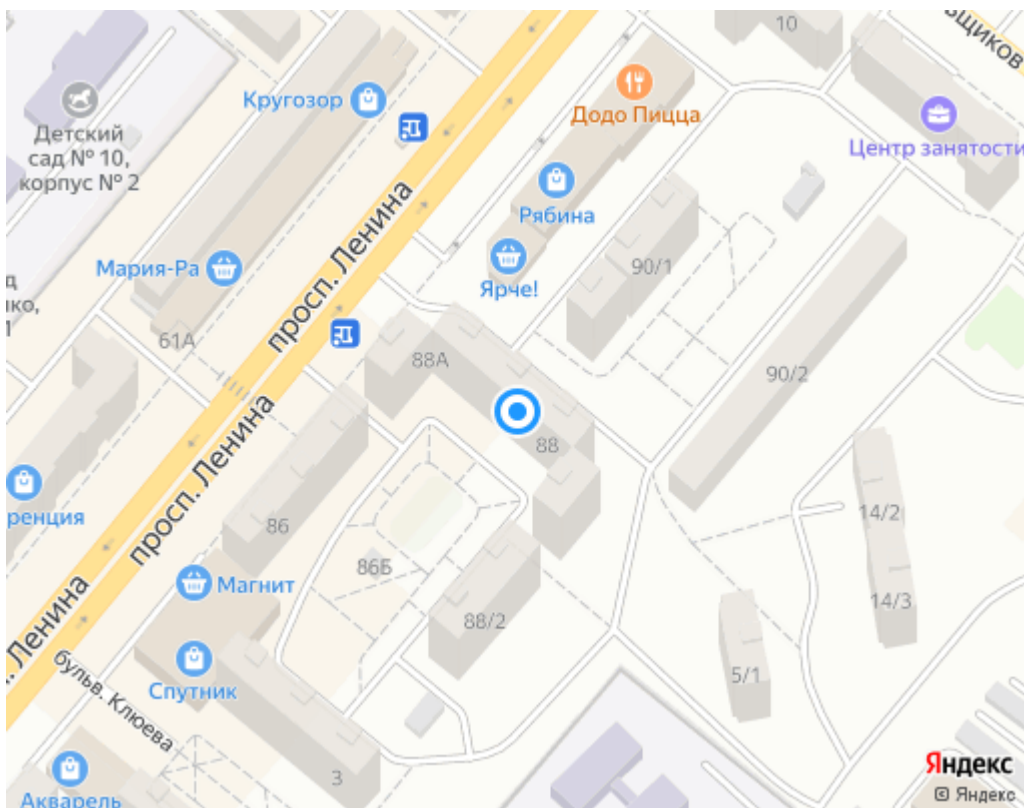 10
Додо Пицца
Кругозор
Детский
сад № 10,
корпус № 2
Центр занятости
Рябина
просп. Ленина
Мария-Ра
90/1
Ярче!
61А
88А
90/2
88
просп. Ленина
14/2
86
86Б
Магнит
14/3
88/2
Ленина
бульв. Клюева
Спутник
5/1
3
Акварель
Яндекс
© Яндекс